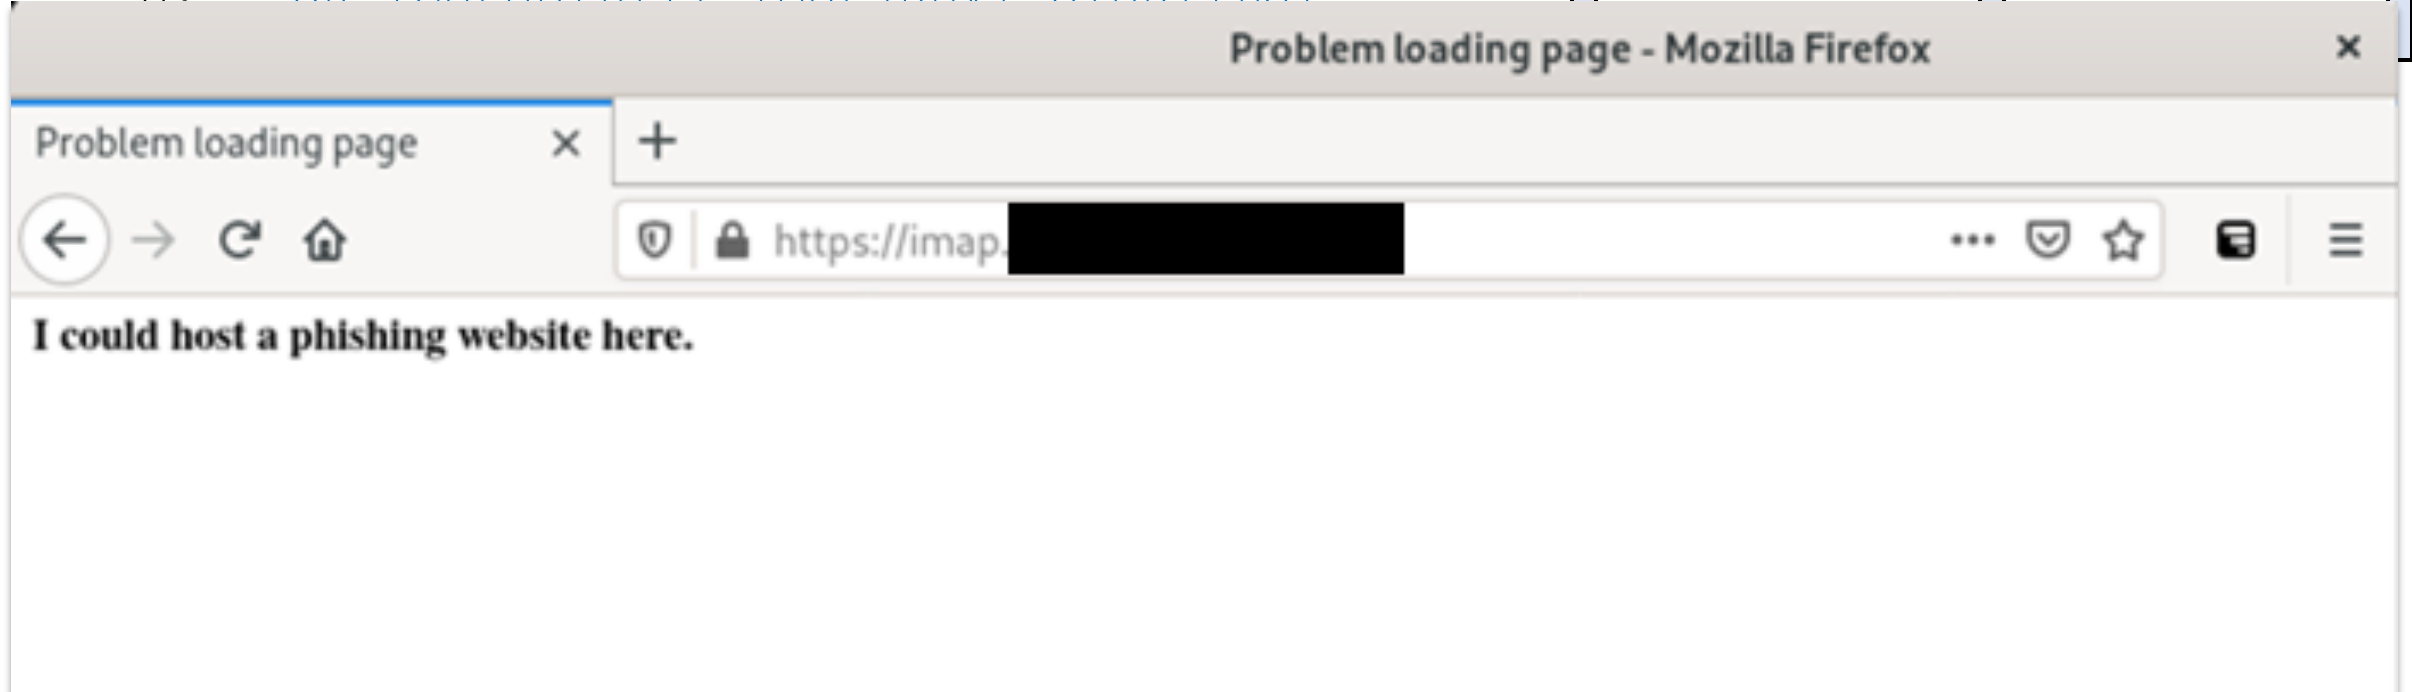 Problem loading page - Mozilla Firefox
Problem loading page
https://imap.
I could host a phishing website here.